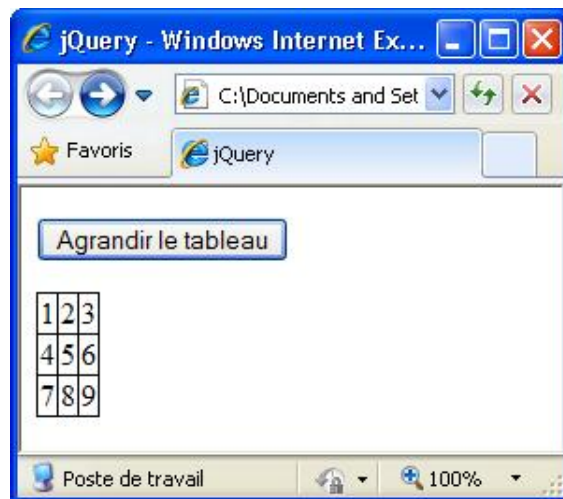 jQuery - Windows Internet Ex...
C:\Documents and Set
Favoris
jQuery
Agrandir le tableau
1 2 3
4 5 6
7 8 9
Poste de travail
100%